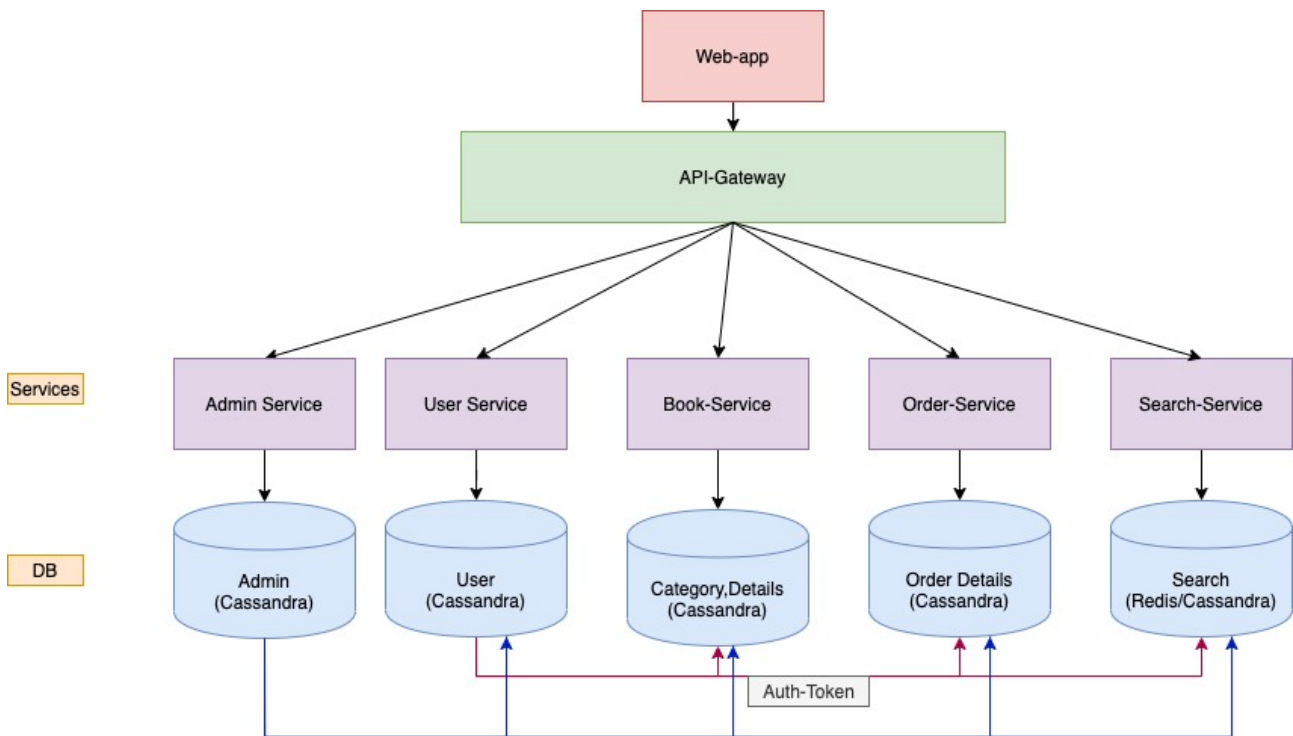 Web-app
API-Gateway
Services
Admin Service
User Service
Book-Service
Order-Service
Search-Service
DB
Admin
(Cassandra)
User
(Cassandra)
Category,Details
(Cassandra)
Order Details
(Cassandra)
Search
(Redis/Cassandra)
Auth-Token